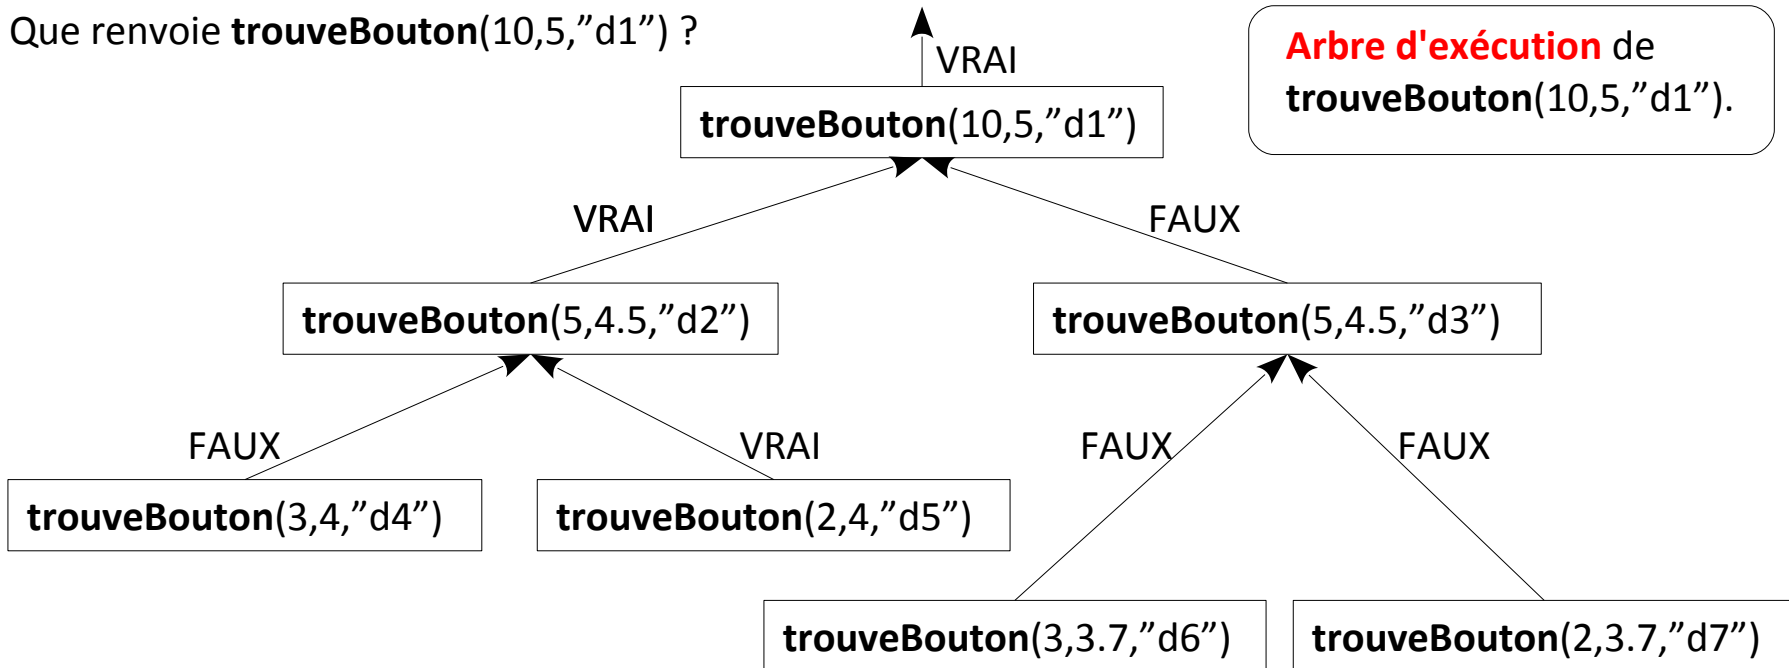 Que renvoie trouveBouton(10,5,”d1”) ?
Arbre d'exécution de
trouveBouton(10,5,”d1”).
VRAI
trouveBouton(10,5,”d1”)
VRAI
FAUX
trouveBouton(5,4.5,”d2”)
trouveBouton(5,4.5,”d3”)
FAUX
VRAI
FAUX
FAUX
trouveBouton(3,4,”d4”)
trouveBouton(2,4,”d5”)
trouveBouton(3,3.7,”d6”)
trouveBouton(2,3.7,”d7”)